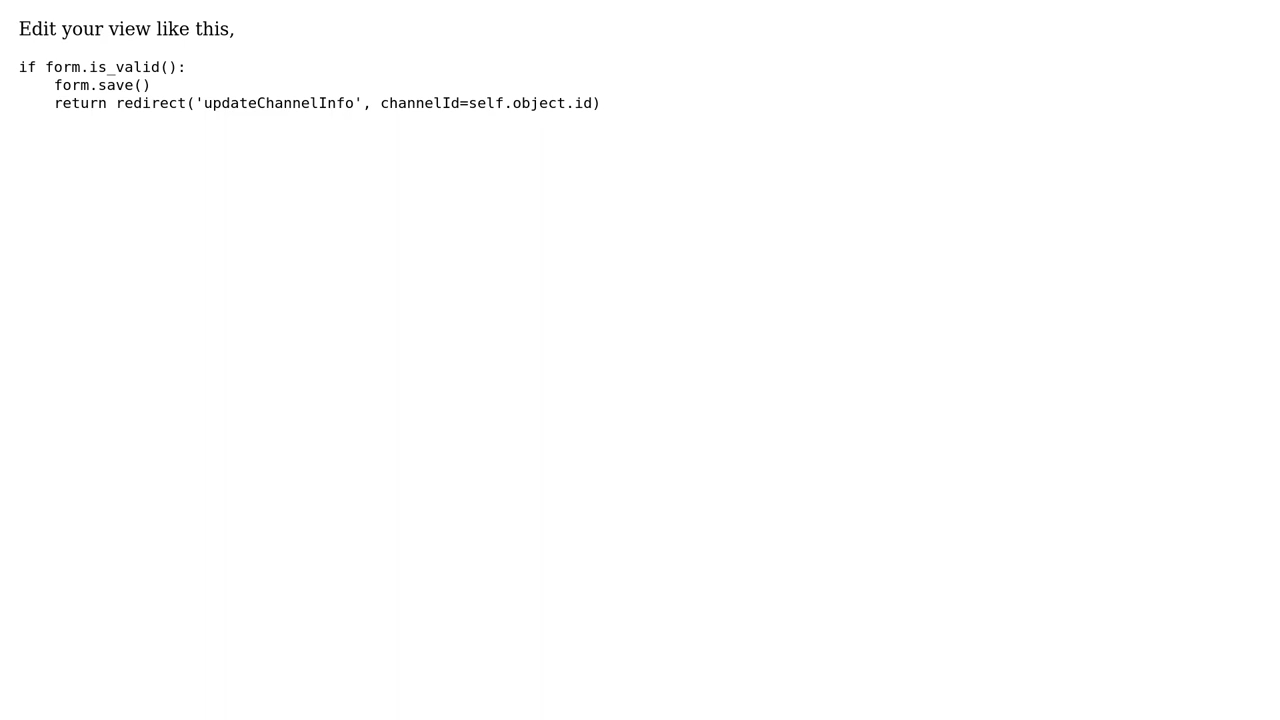 Edit your view like this,
if form.is_valid():
    form.save()
    return redirect('updateChannelInfo', channelId=self.object.id)